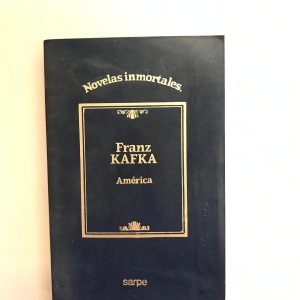 Novelas inmortales.
Franz
KAFKA
América
sarpe